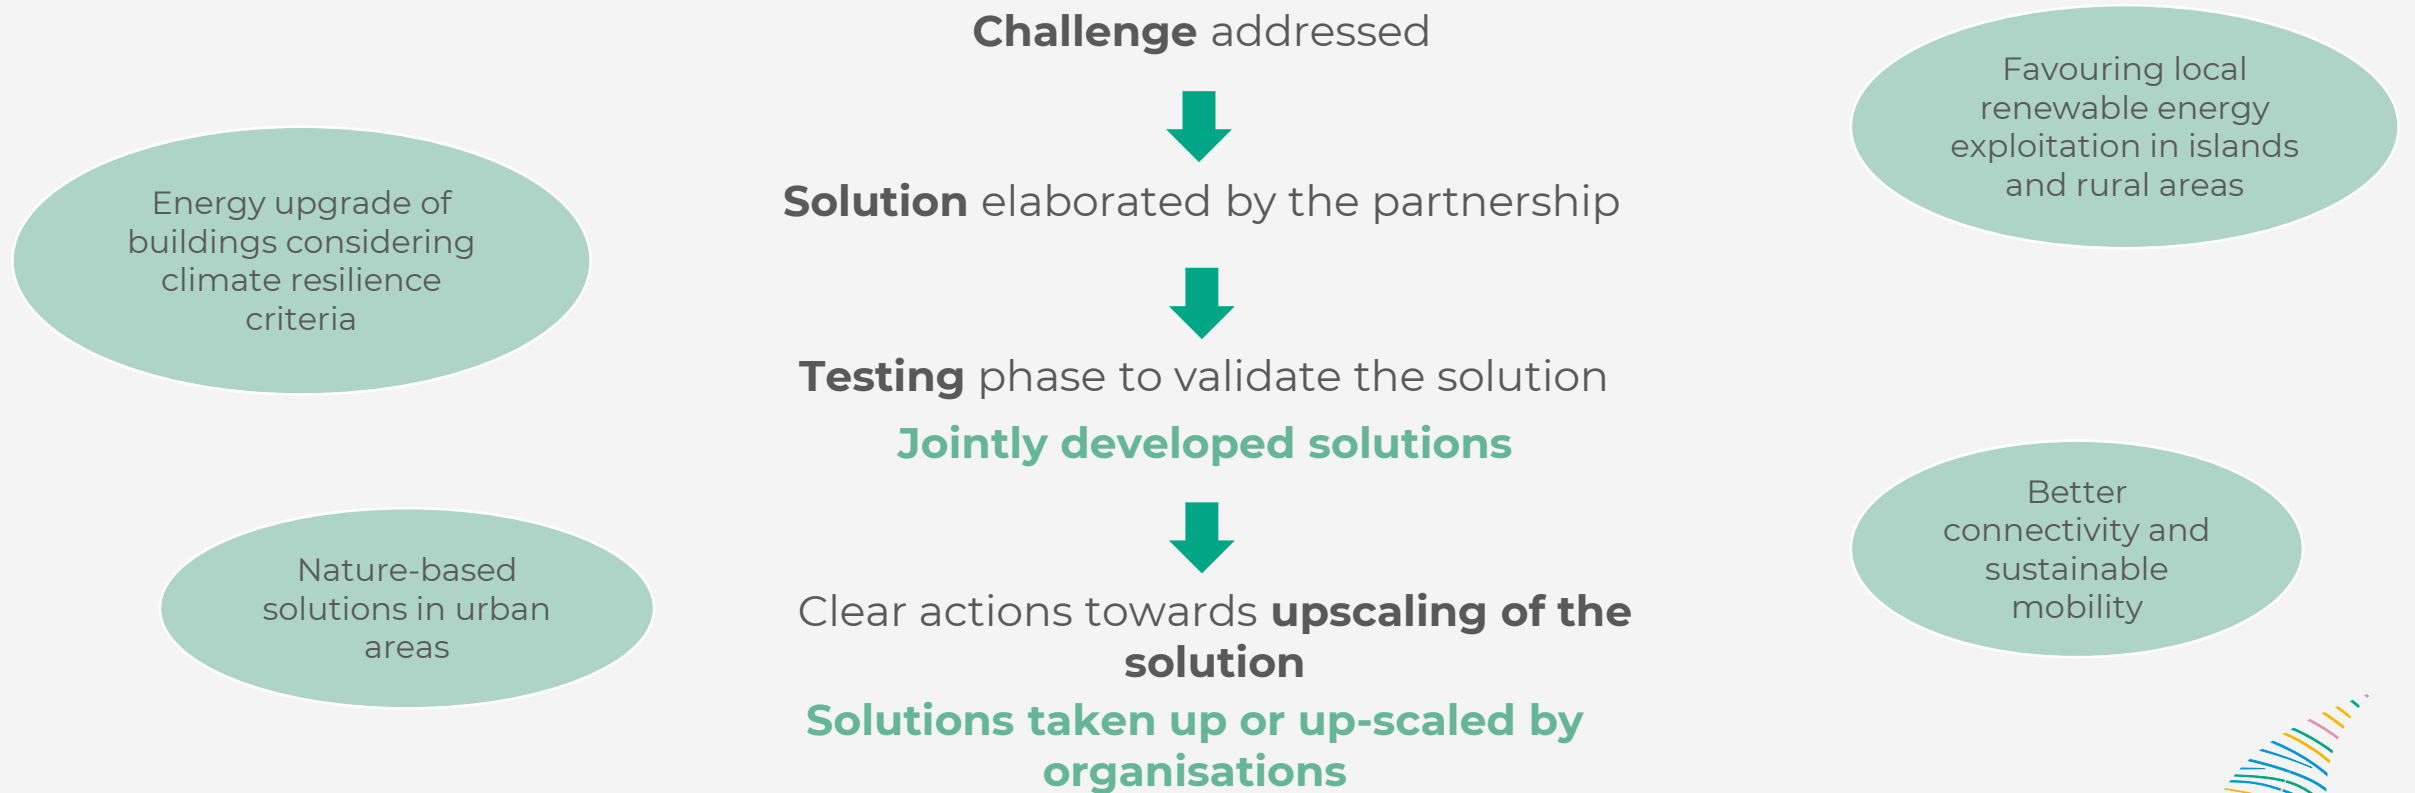 Challenge addressed
Solution elaborated by the partnership
Testing phase to validate the solution
Jointly developed solutions
Clear actions towards upscaling of the
solution
Solutions taken up or up-scaled by
organisations
Energy upgrade of
buildings considering
climate resilience
criteria
Nature-based
solutions in urban
areas
Favouring local
renewable energy
exploitation in islands
and rural areas
Better
connectivity and
sustainable
mobility